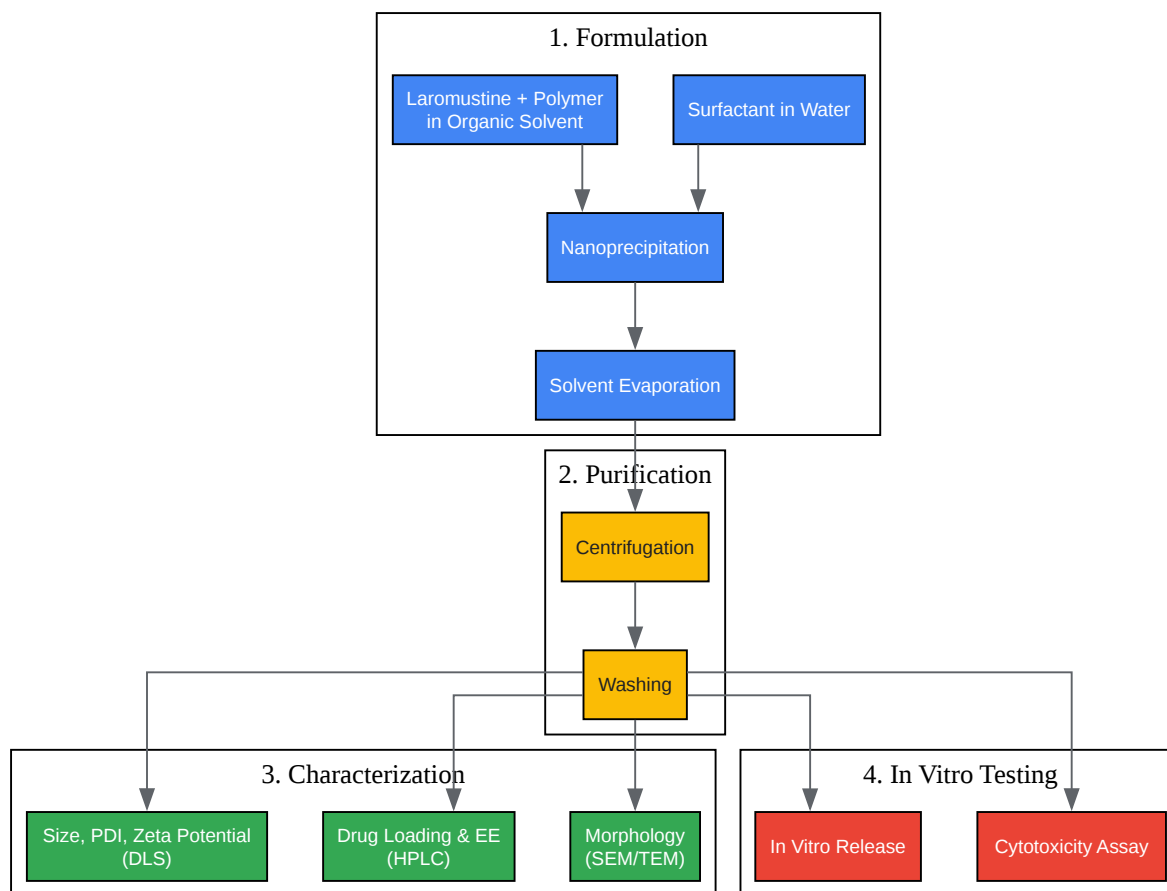 1. Formulation
Laromustine + Polymer
in Organic Solvent
Surfactant in Water
Nanoprecipitation
Solvent Evaporation
2. Purification
Centrifugation
Washing
3. Characterization
4. In Vitro Testing
Size, PDI, Zeta Potential
(DLS)
Drug Loading & EE
(HPLC)
Morphology
(SEM/TEM)
In Vitro Release
Cytotoxicity Assay